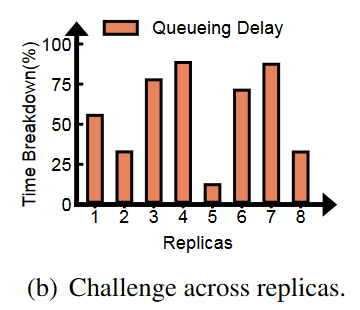 Queueing Delay
Time Breakdown(%)
100
75
50
25
0
1 2 3 4 5 6 7 8
Replicas
(b) Challenge across replicas.